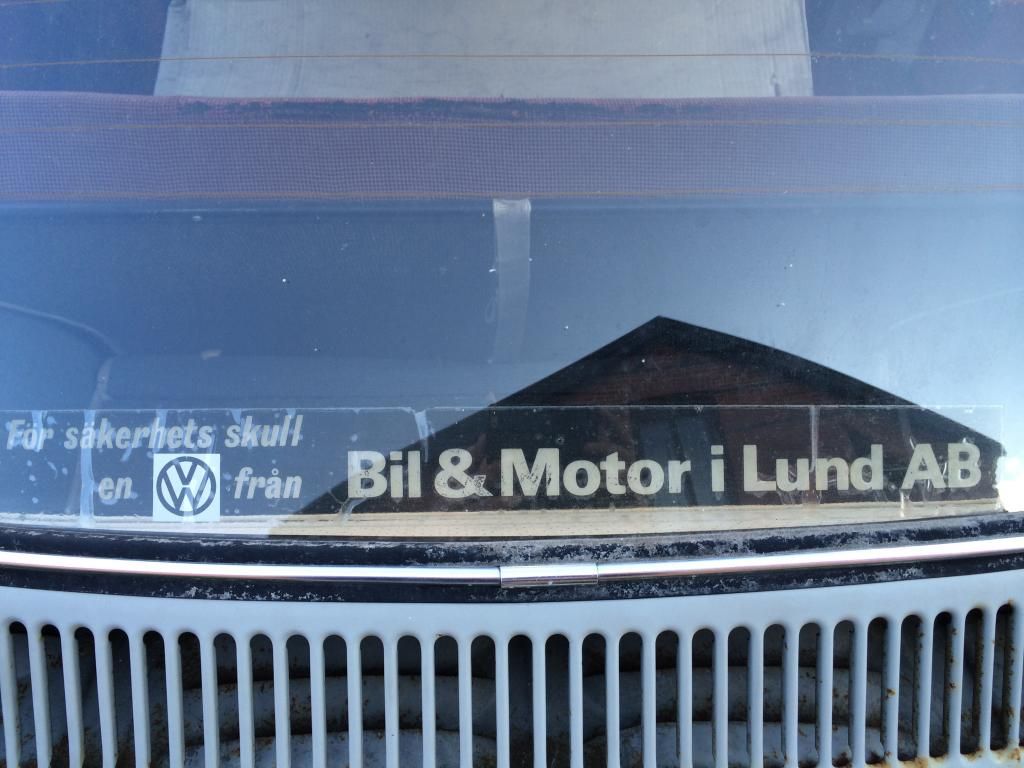 För säkerhets skull
en VW från
Bil & Motor i Lund AB